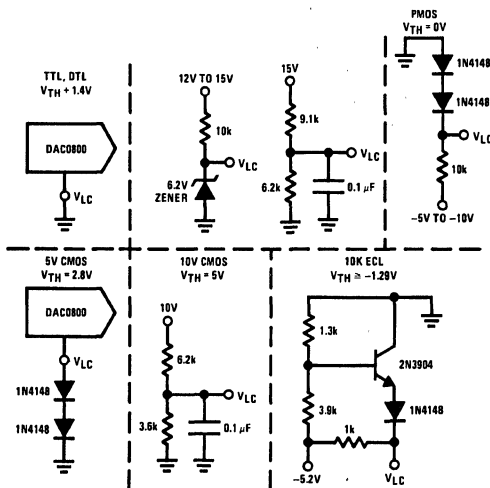 TTL, DTL
VTH + 1.4V
DAC0800
VLC
12V TO 15V
10k
VLC
6.2V
ZENER
15V
9.1k
VLC
6.2k
0.1 μF
PMOS
VTH = 0V
1N4148
1N4148
VLC
10k
-5V TO -10V
5V CMOS
VTH = 2.8V
DAC0800
VLC
1N4148
1N4148
10V CMOS
VTH = 5V
10V
6.2k
VLC
3.6k
0.1 μF
10K ECL
VTH ≅ -1.29V
1.3k
2N3904
3.9k
1N4148
1k
-5.2V
VLC